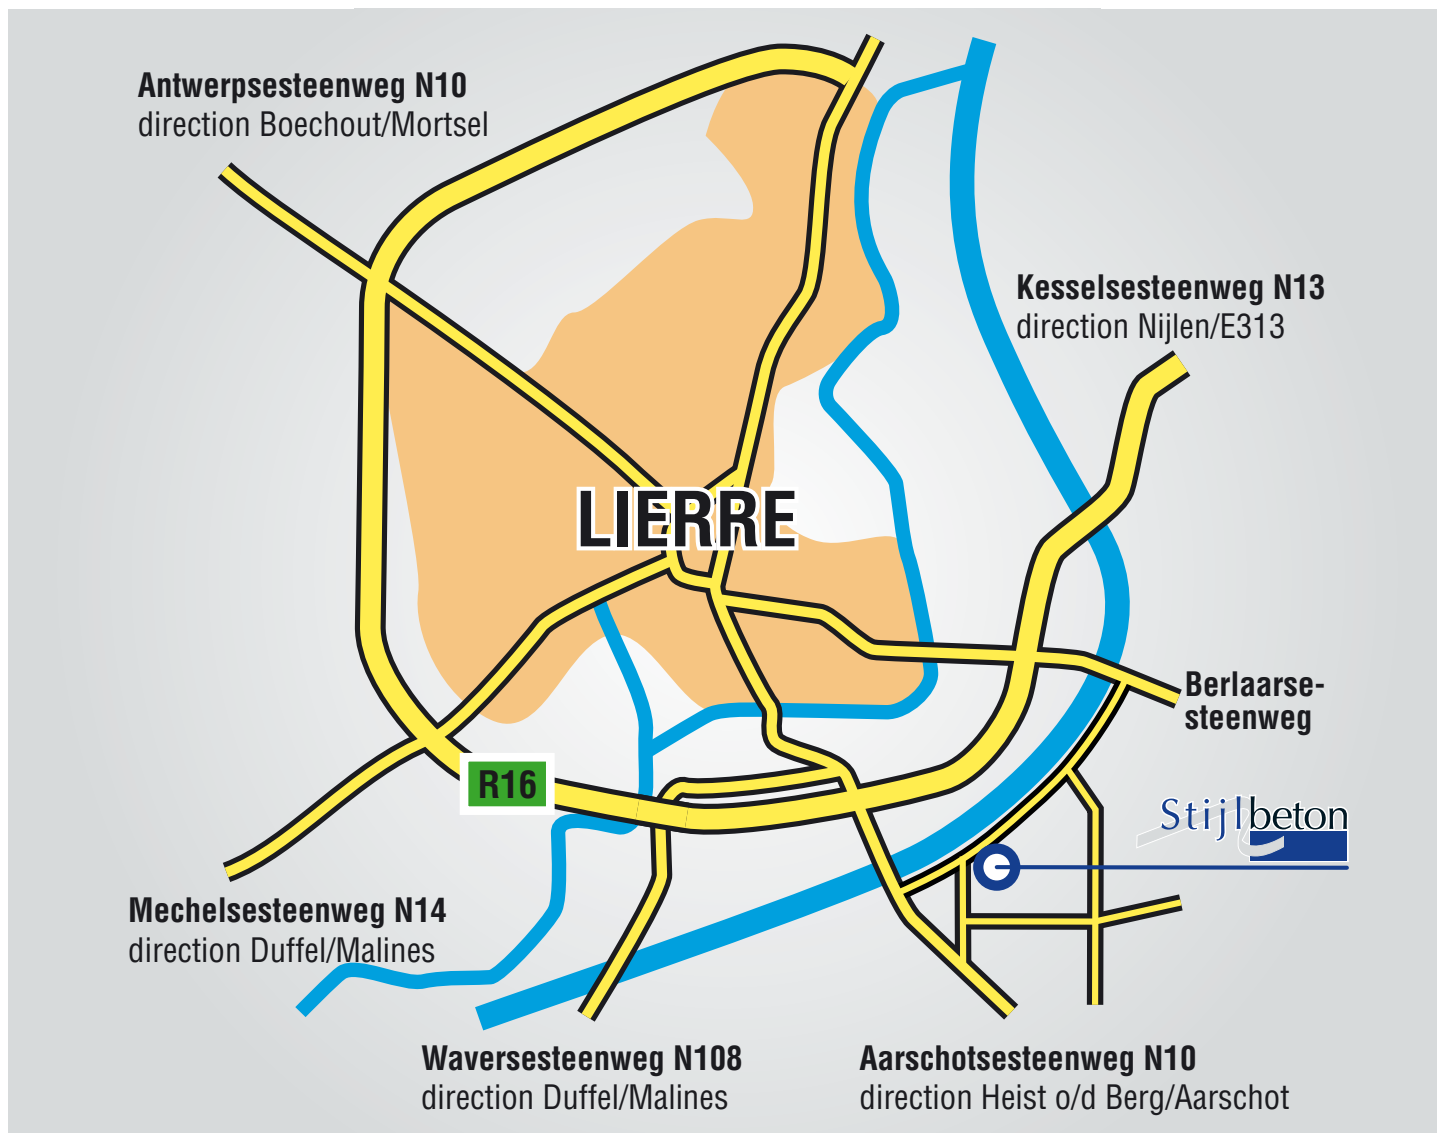 Antwerpsesteenweg N10
direction Boechout/Mortsel
Kesselsesteenweg N13
direction Nijlen/E313
LIERRE
Berlaarse-
steenweg
R16
Stijlbeton
Mechelsesteenweg N14
direction Duffel/Malines
Waversesteenweg N108
direction Duffel/Malines
Aarschotsesteenweg N10
direction Heist o/d Berg/Aarschot